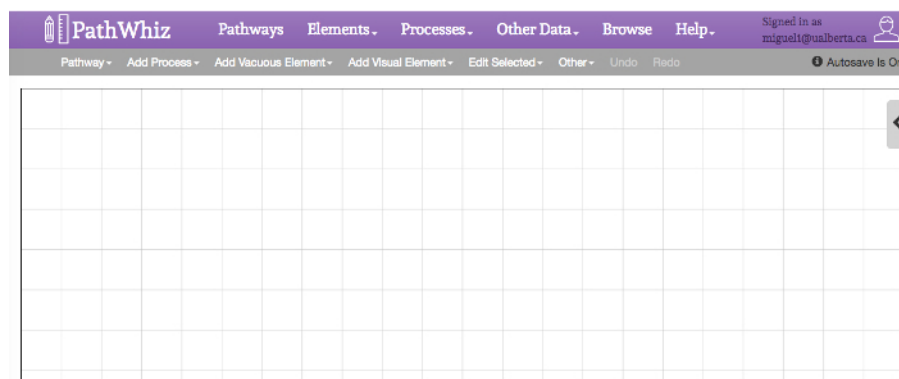 PathWhiz Pathways Elements Processes Other Data Browse Help
Signed in as
miguel1@ualberta.ca
Pathway Add Process Add Vacuous Element Add Visual Element Edit Selected Other Undo Redo Autosave Is